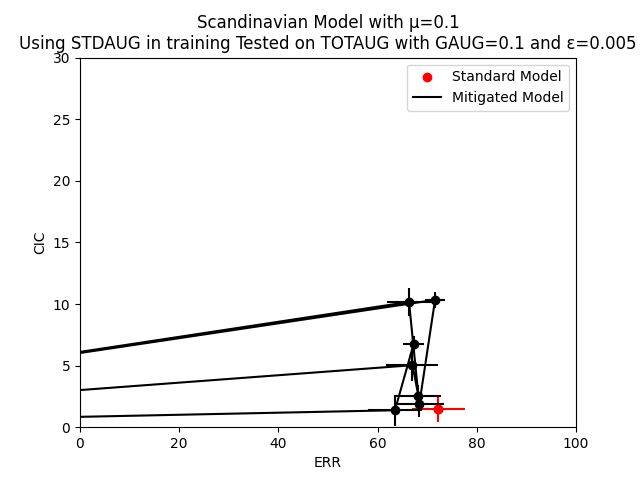 Scandinavian Model with μ=0.1
Using STDAUG in training Tested on TOTAUG with GAUG=0.1 and ε=0.005
Standard Model
Mitigated Model
30
25
20
15
10
5
0
CIC
0 20 40 60 80 100
ERR